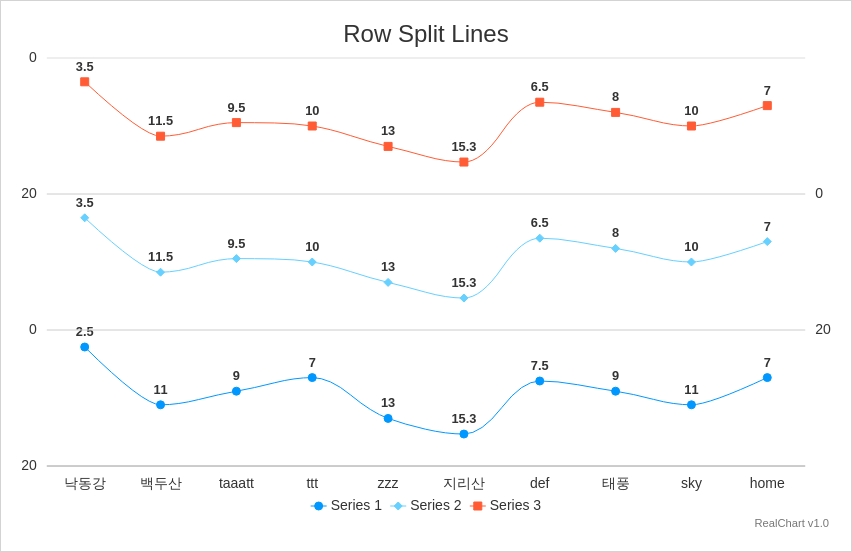 Row Split Lines
0
3.5 11.5 9.5 10 13 15.3 6.5 8 10 7
20 0
3.5 11.5 9.5 10 13 15.3 6.5 8 10 7
0 20
2.5 11 9 7 13 15.3 7.5 9 11 7
20
낙동강 백두산 taaatt ttt zzz 지리산 def 태풍 sky home
Series 1 Series 2 Series 3
RealChart v1.0